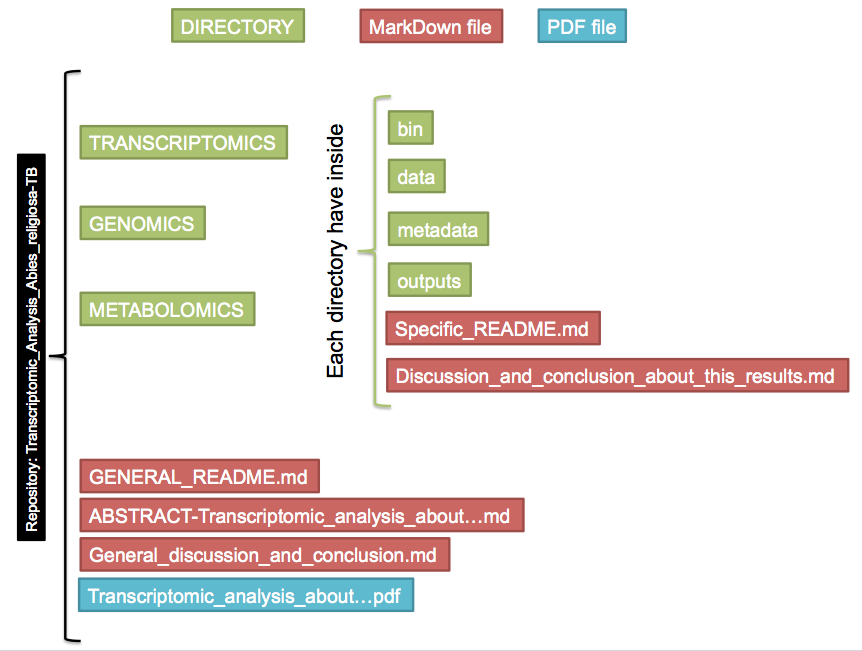 DIRECTORY
MarkDown file
PDF file
Repository: Transcriptomic_Analysis_Abies_religiosa-TB
TRANSCRIPTOMICS
GENOMICS
METABOLOMICS
Each directory have inside
bin
data
metadata
outputs
Specific_README.md
Discussion_and_conclusion_about_this_results.md
GENERAL_README.md
ABSTRACT-Transcriptomic_analysis_about…md
General_discussion_and_conclusion.md
Transcriptomic_analysis_about…pdf